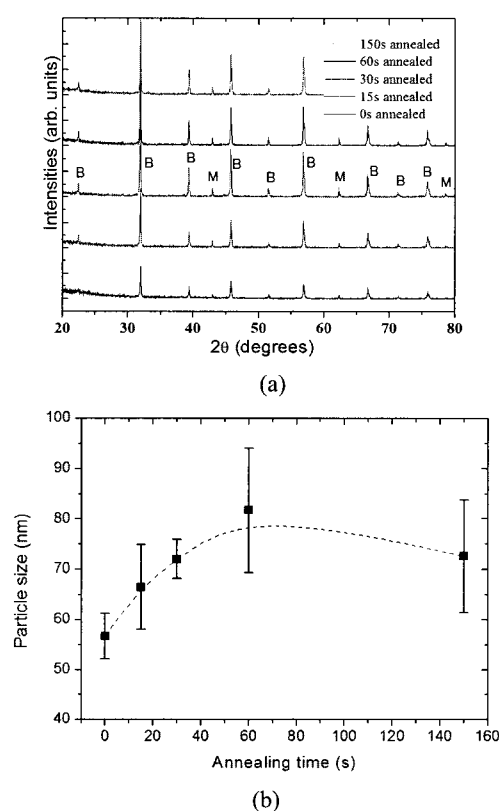 150s annealed
60s annealed
30s annealed
15s annealed
0s annealed
Intensities (arb. units)
B B B M B B B M B B B M
20 30 40 50 60 70 80
2θ (degrees)
(a)
100
90
80
70
60
50
40
Particle size (nm)
0 20 40 60 80 100 120 140 160
Annealing time (s)
(b)